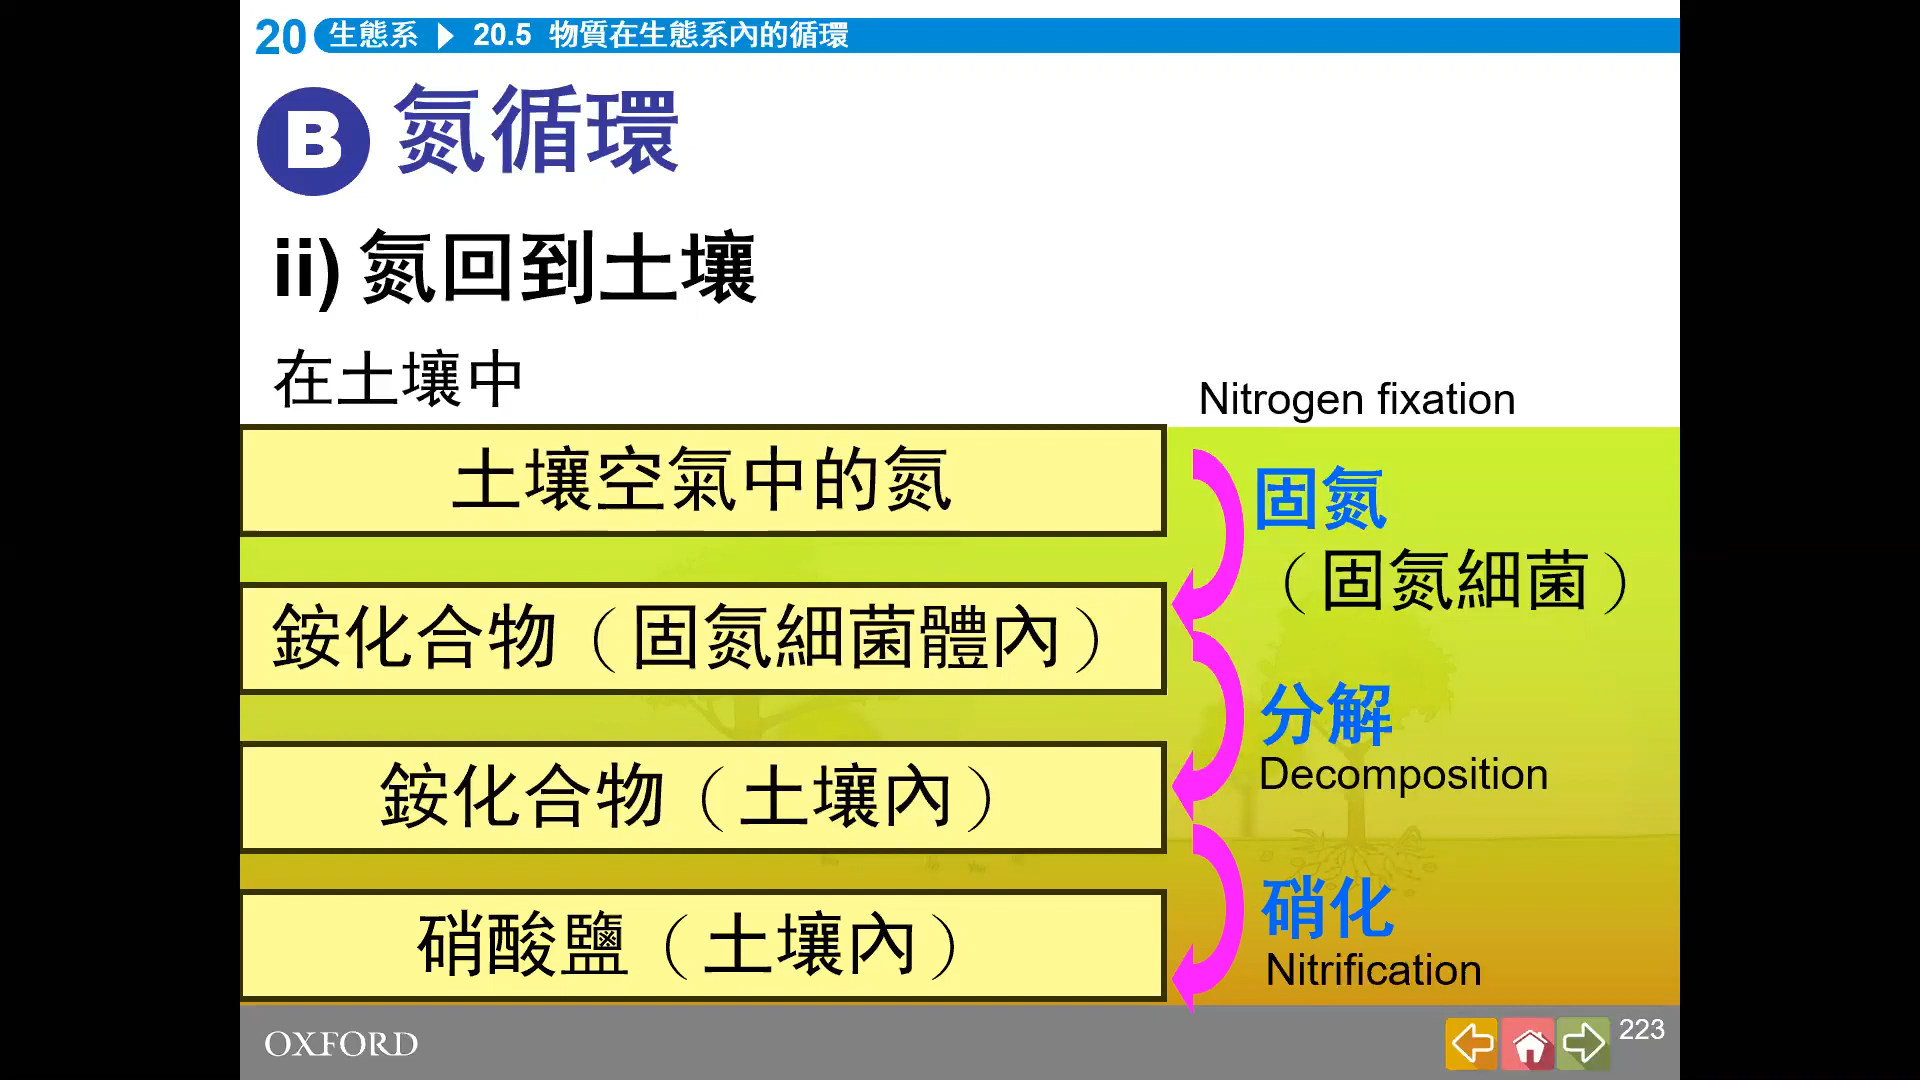 20 生態系 ▶ 20.5 物質在生態系內的循環
B 氮循環
ii) 氮回到土壤
在土壤中
Nitrogen fixation
土壤空氣中的氮
固氮
（固氮細菌）
銨化合物（固氮細菌體內）
分解
Decomposition
銨化合物（土壤內）
硝化
Nitrification
硝酸鹽（土壤內）
OXFORD
223